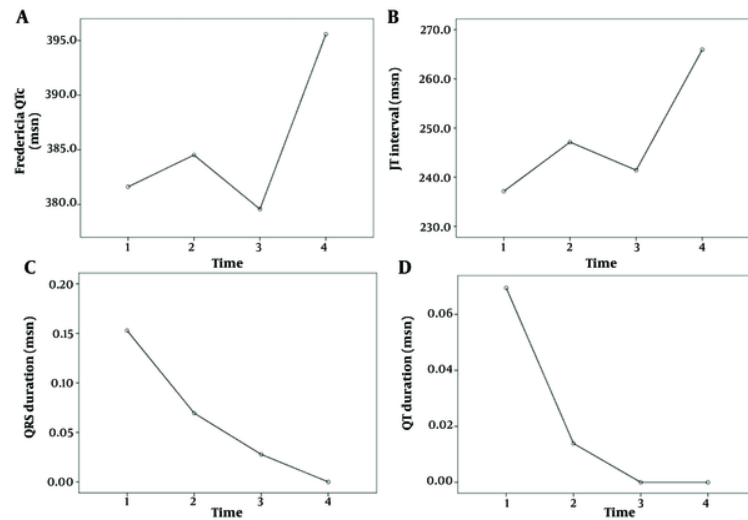 A
Fredericia QTc
(msn)
395.0
390.0
385.0
380.0
1 2 3 4
Time
B
JT interval (msn)
270.0
260.0
250.0
240.0
230.0
1 2 3 4
Time
C
QRS duration (msn)
0.20
0.15
0.10
0.05
0.00
1 2 3 4
Time
D
QT duration (msn)
0.06
0.04
0.02
0.00
1 2 3 4
Time